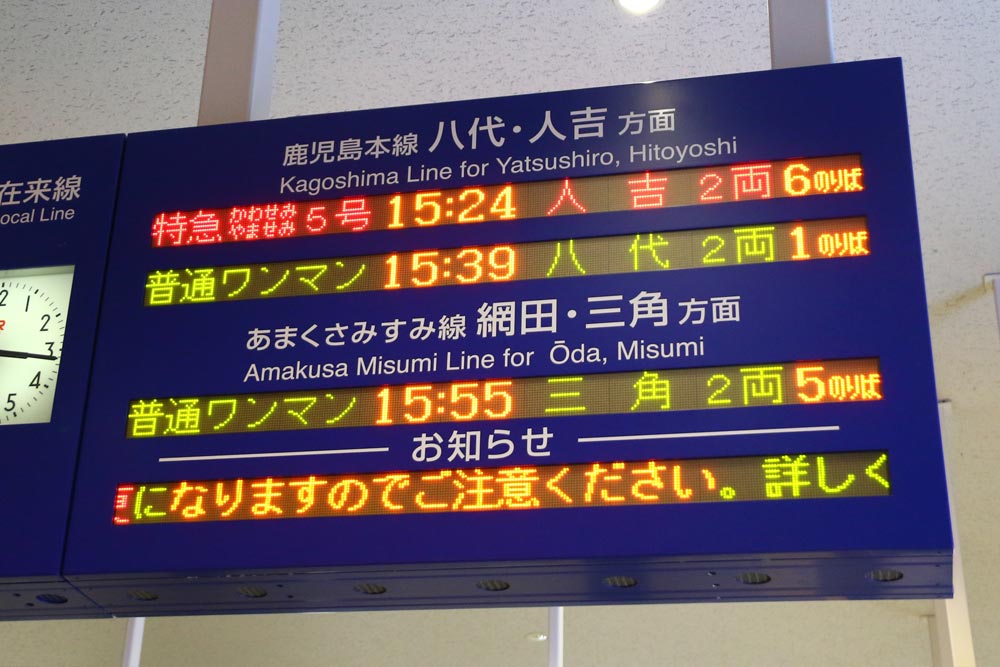 在来線
ocal Line
2 1
2
3
4
5
鹿児島本線 八代・人吉 方面
Kagoshima Line for Yatsushiro, Hitoyoshi
特急 かわせみ やませみ 5号 15:24 人吉 2両 6のりば
普通ワンマン 15:39 八代 2両 1のりば
あまくさみすみ線 網田・三角 方面
Amakusa Misumi Line for Ōda, Misumi
普通ワンマン 15:55 三角 2両 5のりば
お知らせ
になりますのでご注意ください。詳しく